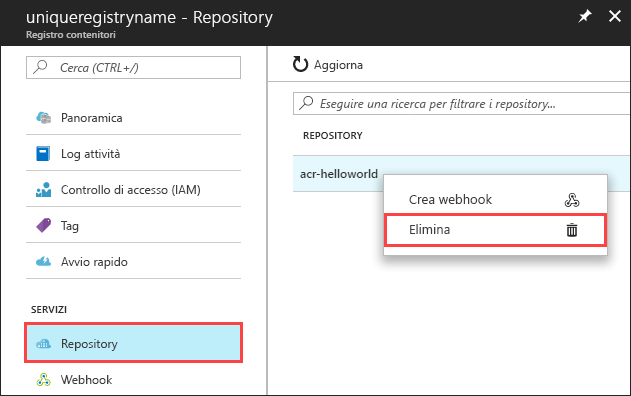 uniqueregistryname - Repository
Registro contenitori
Cerca (CTRL+/)
Panoramica
Log attività
Controllo di accesso (IAM)
Tag
Avvio rapido
SERVIZI
Repository
Webhook
Aggiorna
Eseguire una ricerca per filtrare i repository...
REPOSITORY
acr-helloworld
Crea webhook
Elimina